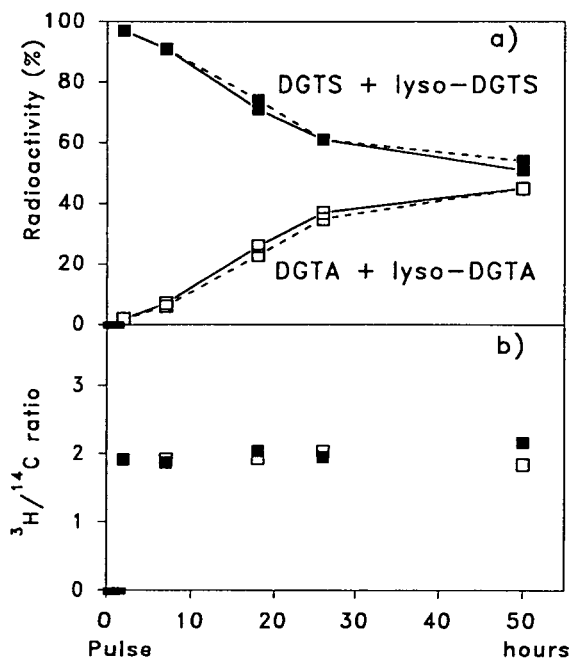 100
80
60
40
20
0
Radioactivity (%)
a)
DGTS + lyso-DGTS
DGTA + lyso-DGTA
b)
3
2
1
0
³H/¹⁴C ratio
0 10 20 30 40 50
Pulse hours